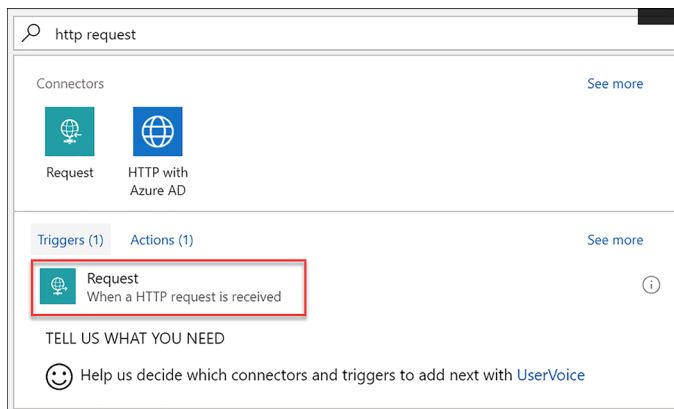 http request
Connectors
See more
Request
HTTP with
Azure AD
Triggers (1)
Actions (1)
See more
Request
When a HTTP request is received
TELL US WHAT YOU NEED
Help us decide which connectors and triggers to add next with UserVoice